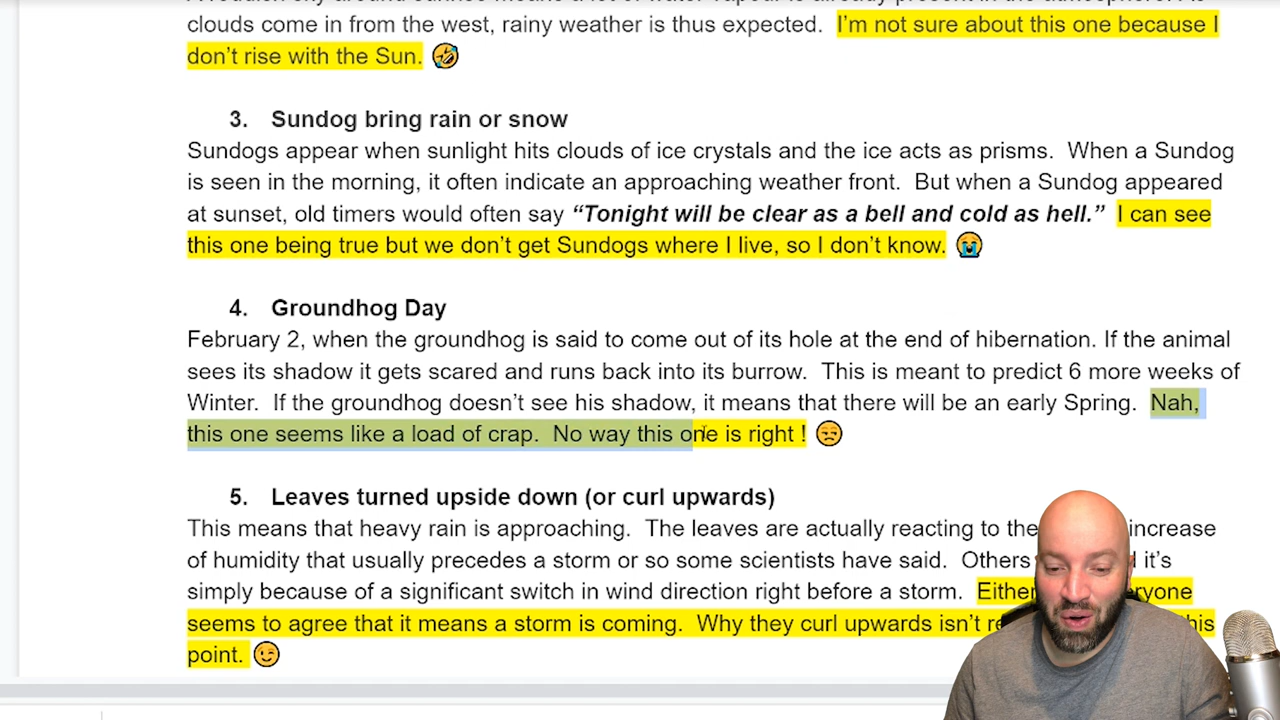 clouds come in from the west, rainy weather is thus expected. I'm not sure about this one because I
don't rise with the Sun. 🤣
3. Sundog bring rain or snow
Sundogs appear when sunlight hits clouds of ice crystals and the ice acts as prisms. When a Sundog
is seen in the morning, it often indicate an approaching weather front. But when a Sundog appeared
at sunset, old timers would often say “Tonight will be clear as a bell and cold as hell.” I can see
this one being true but we don't get Sundogs where I live, so I don't know. 😭
4. Groundhog Day
February 2, when the groundhog is said to come out of its hole at the end of hibernation. If the animal
sees its shadow it gets scared and runs back into its burrow. This is meant to predict 6 more weeks of
Winter. If the groundhog doesn't see his shadow, it means that there will be an early Spring. Nah,
this one seems like a load of crap. No way this one is right ! 😒
5. Leaves turned upside down (or curl upwards)
This means that heavy rain is approaching. The leaves are actually reacting to the increase
of humidity that usually precedes a storm or so some scientists have said. Others it's
simply because of a significant switch in wind direction right before a storm.
seems to agree that it means a storm is coming. Why they curl upwards isn't
point. 😉